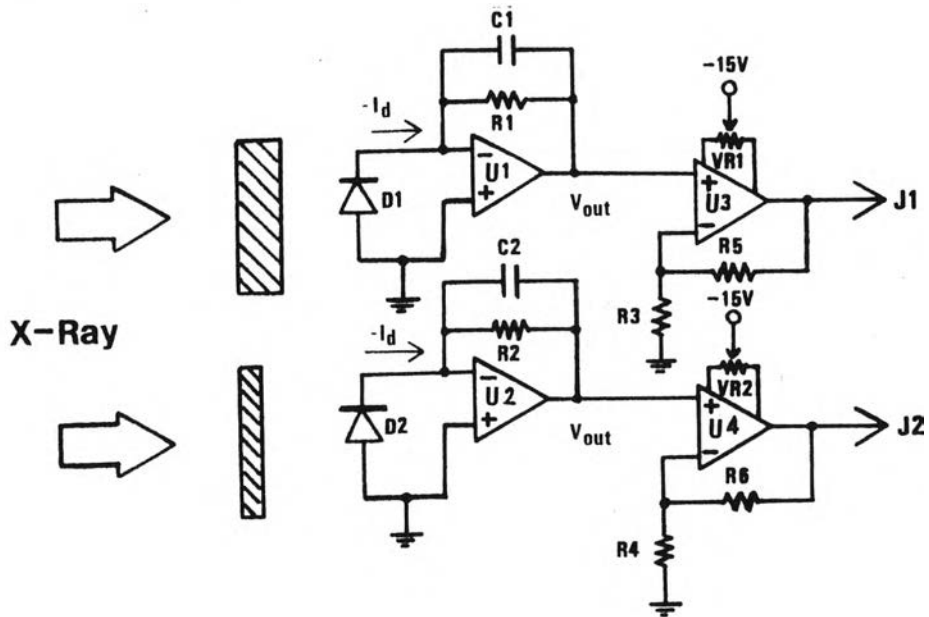 C1
-15V
-Id
R1
VR1
- U1 +
+ U3 -
D1
Vout
J1
R5
C2
-15V
R3
X-Ray
-Id
R2
VR2
- U2 +
+ U4 -
D2
Vout
J2
R6
R4